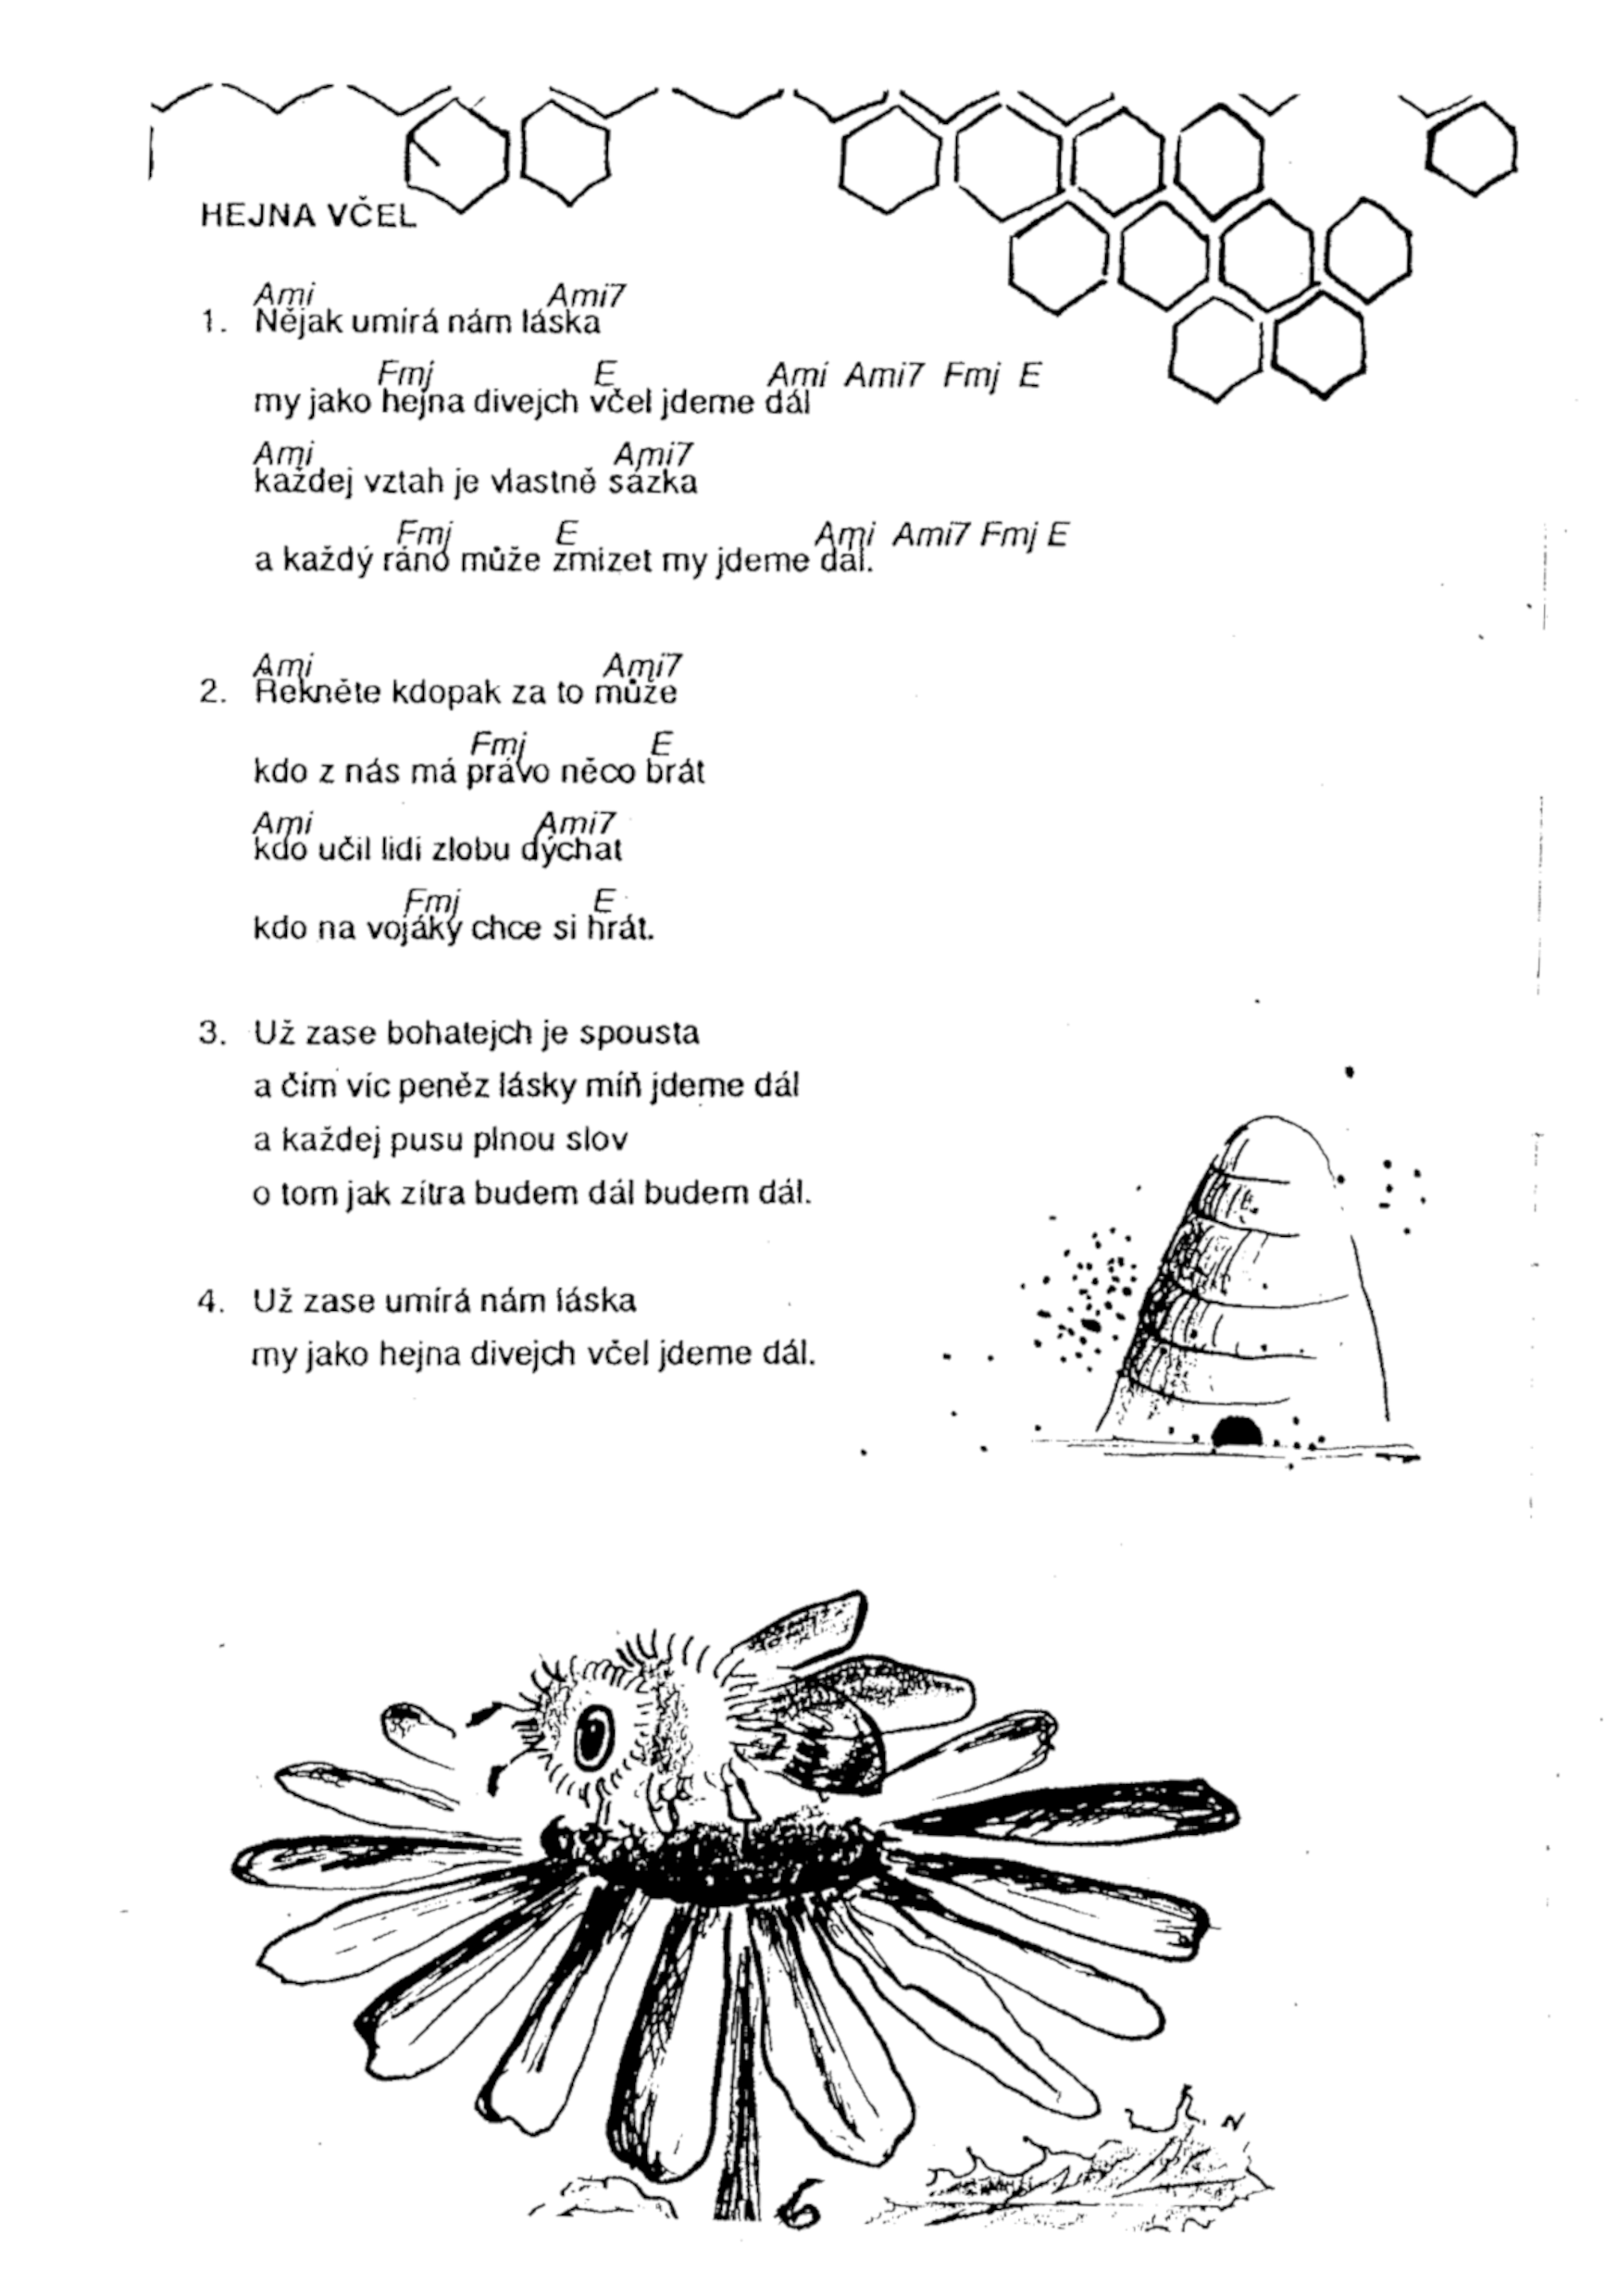 HEJNA VČEL
Ami Ami7
1. Nějak umírá nám láska
Fmj E Ami Ami7 Fmj E
my jako hejna divejch včel jdeme dál
Ami Ami7
každej vztah je vlastně sázka
Fmj E Ami Ami7 Fmj E
a každý ráno může zmizet my jdeme dál.
Ami Ami7
2. Řekněte kdopak za to může
Fmj E
kdo z nás má právo něco brát
Ami Ami7
kdo učil lidi zlobu dýchat
Fmj E
kdo na vojáky chce si hrát.
3. Už zase bohatejch je spousta
a čím víc peněz lásky míň jdeme dál
a každej pusu plnou slov
o tom jak zítra budem dál budem dál.
4. Už zase umírá nám láska
my jako hejna divejch včel jdeme dál.
N
6